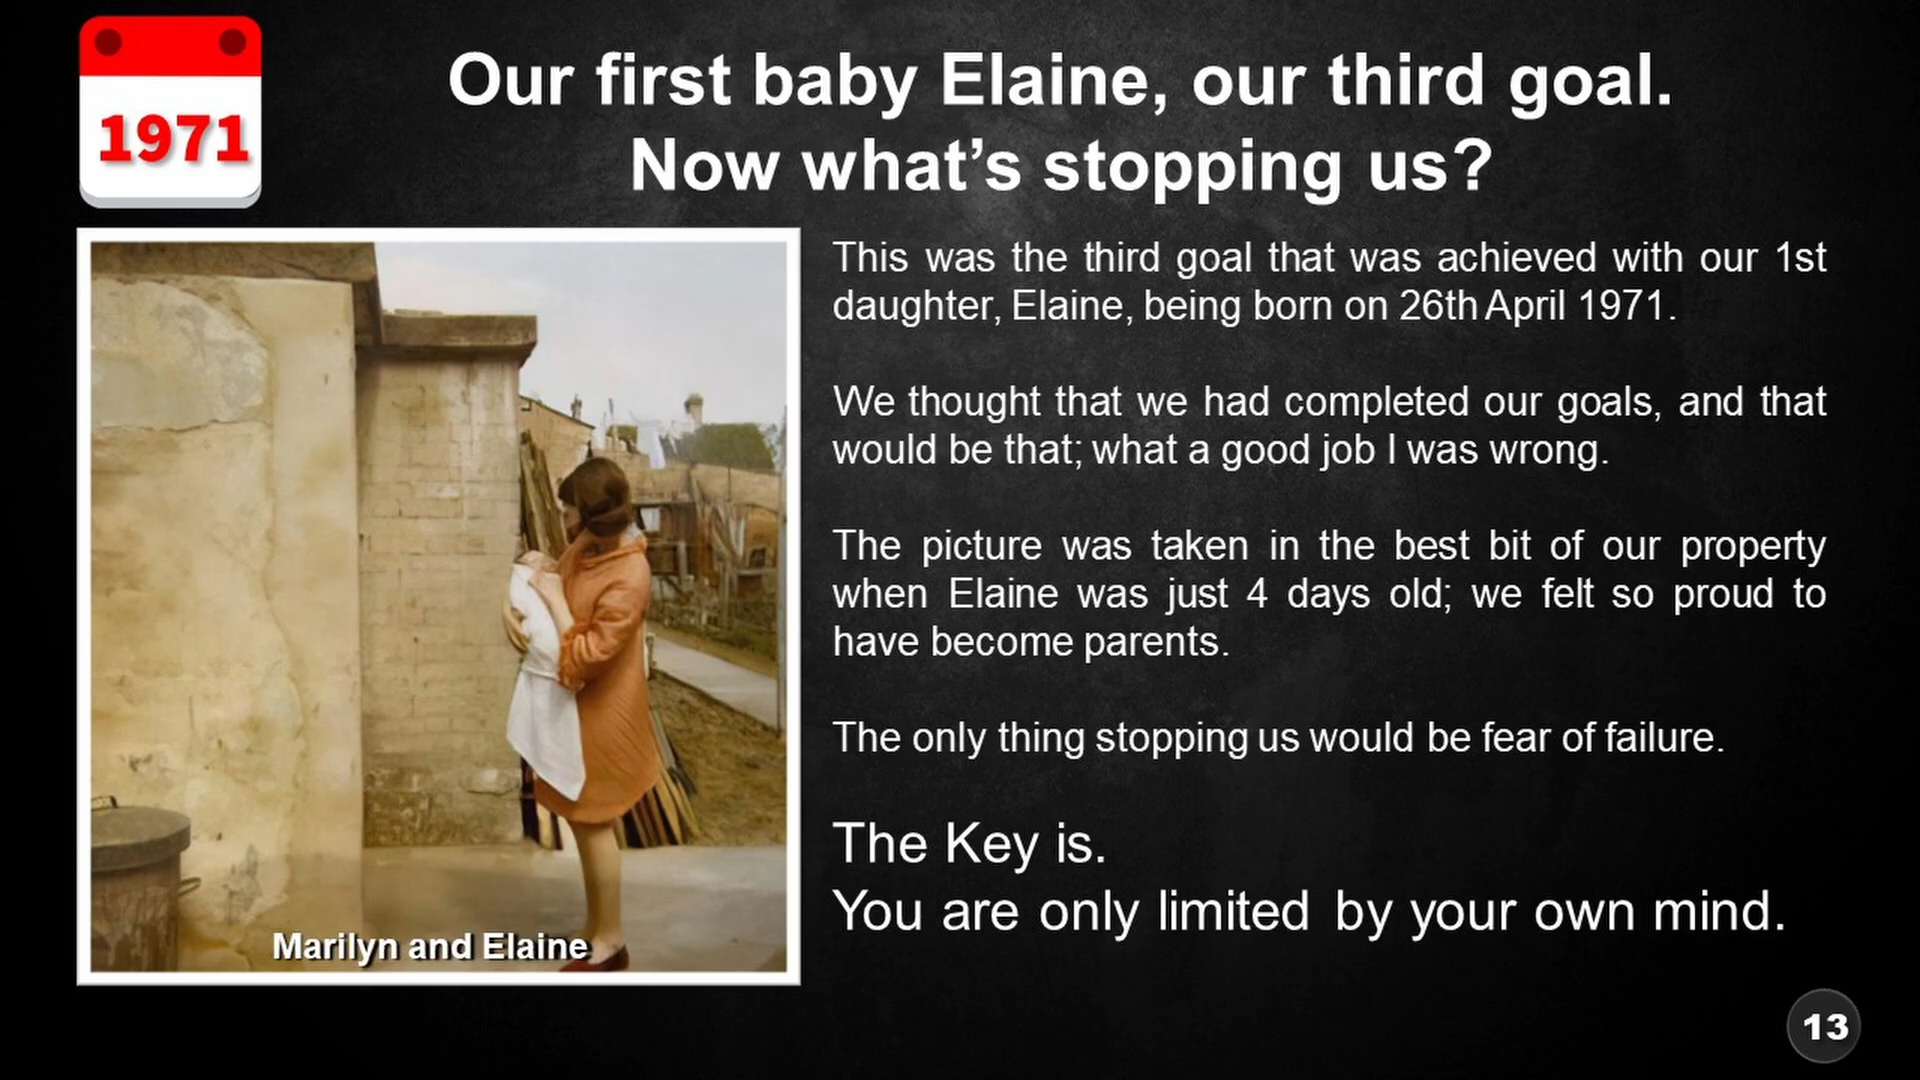 1971
Our first baby Elaine, our third goal.
Now what’s stopping us?
This was the third goal that was achieved with our 1st
daughter, Elaine, being born on 26th April 1971.
We thought that we had completed our goals, and that
would be that; what a good job I was wrong.
The picture was taken in the best bit of our property
when Elaine was just 4 days old; we felt so proud to
have become parents.
The only thing stopping us would be fear of failure.
The Key is.
You are only limited by your own mind.
Marilyn and Elaine
13